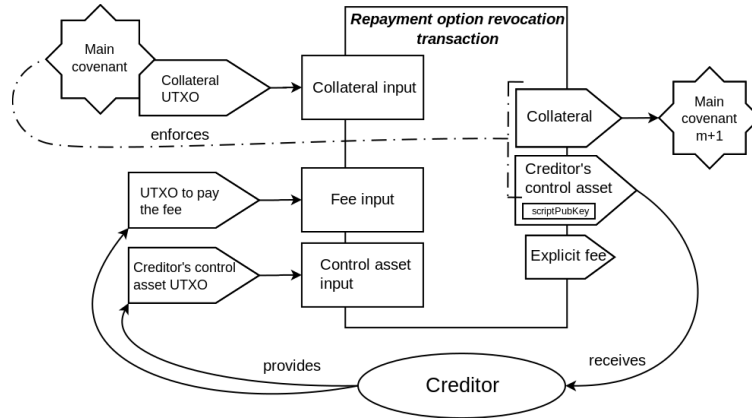 Repayment option revocation
transaction
Main
covenant
Collateral
UTXO
Collateral input
enforces
Collateral
Main
covenant
m+1
UTXO to pay
the fee
Fee input
Creditor's
control asset
scriptPubKey
Creditor's control
asset UTXO
Control asset
input
Explicit fee
provides
receives
Creditor